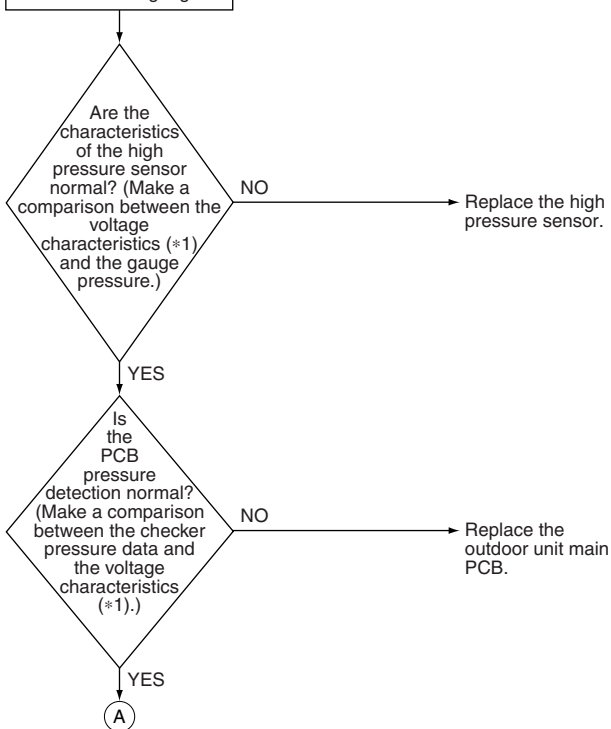 Are the
characteristics
of the high
pressure sensor
normal? (Make a
comparison between the
voltage
characteristics (*1)
and the gauge
pressure.)
NO
Replace the high
pressure sensor.
YES
Is
the
PCB
pressure
detection normal?
(Make a comparison
between the checker
pressure data and
the voltage
characteristics
(*1).)
NO
Replace the
outdoor unit main
PCB.
YES
A